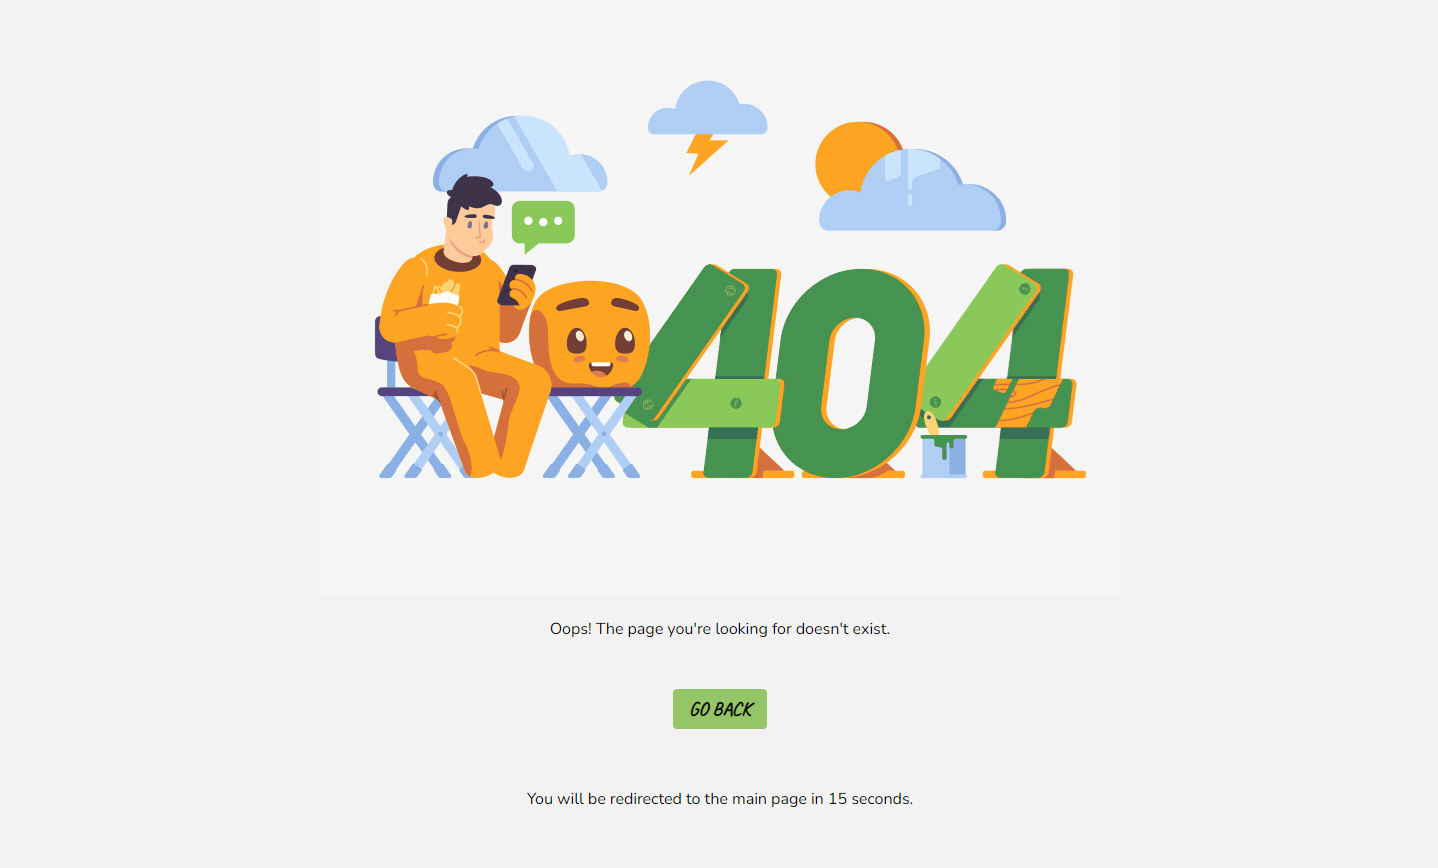 404
Oops! The page you're looking for doesn't exist.
GO BACK
You will be redirected to the main page in 15 seconds.